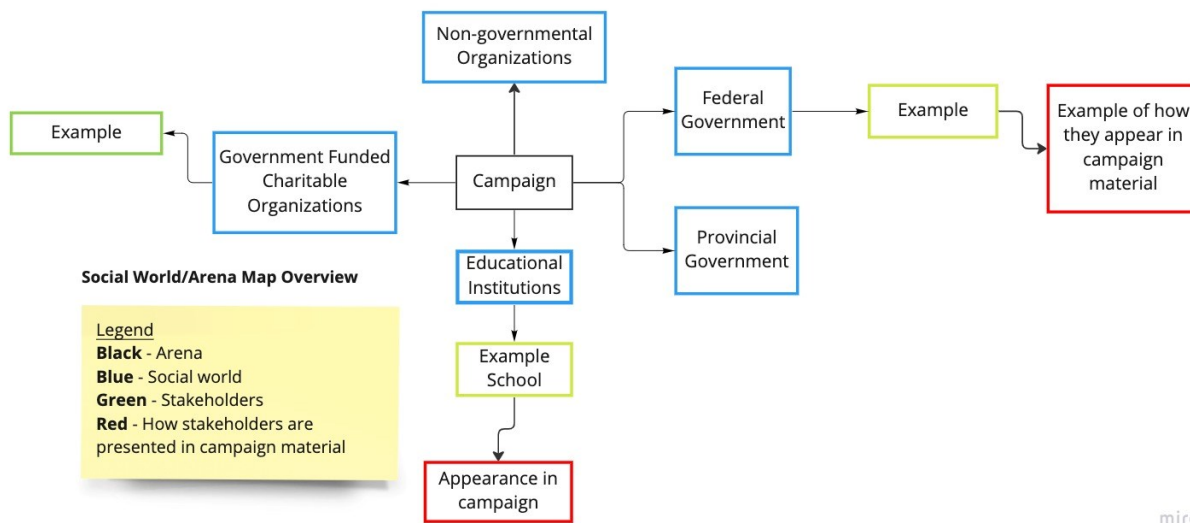 Non-governmental
Organizations
Federal
Government
Example
Example of how
they appear in
campaign
material
Example
Government Funded
Charitable
Organizations
Campaign
Provincial
Government
Educational
Institutions
Social World/Arena Map Overview
Legend
Black - Arena
Blue - Social world
Green - Stakeholders
Red - How stakeholders are
presented in campaign material
Example
School
Appearance in
campaign